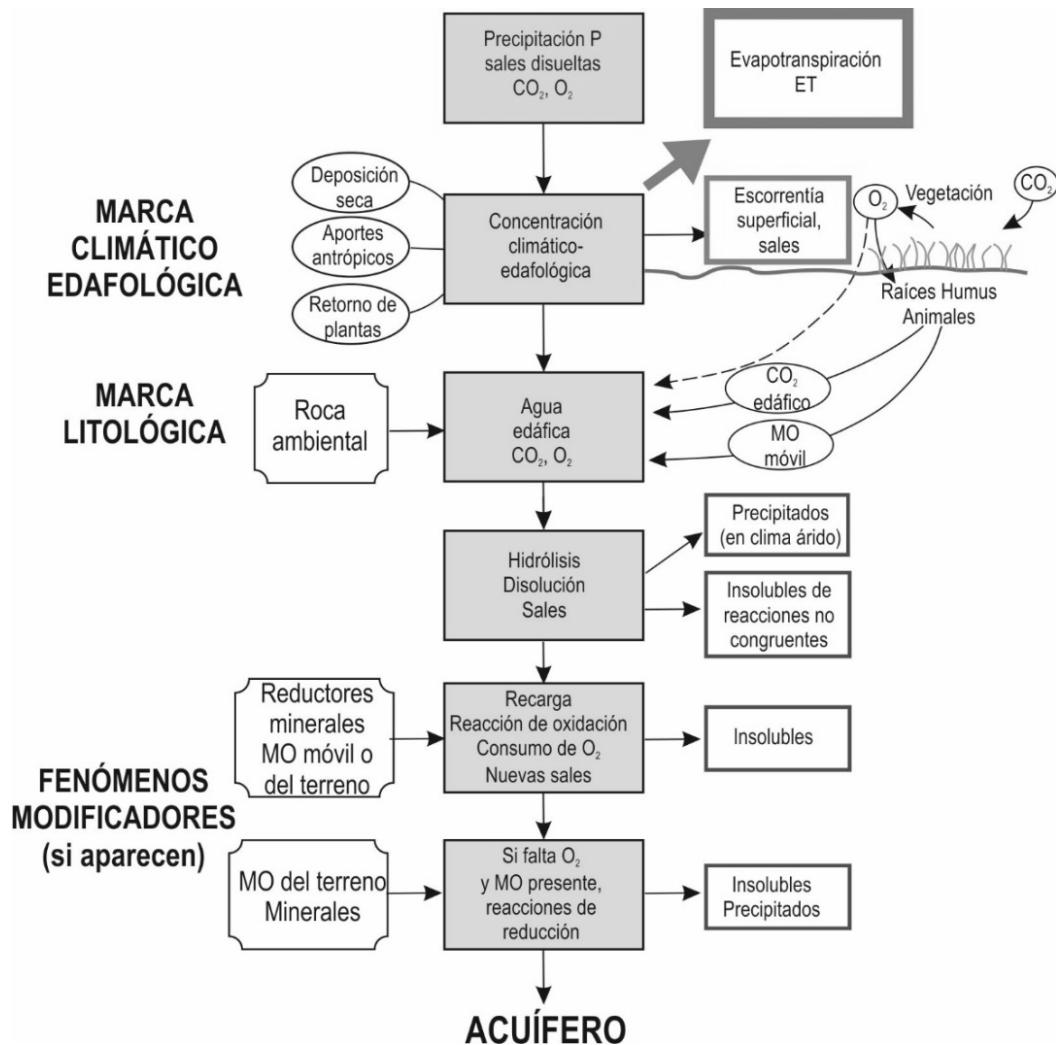 Precipitación P
sales disueltas
CO₂, O₂
Evapotranspiración
ET
Deposición
seca
Aportes
antrópicos
Retorno de
plantas
MARCA
CLIMÁTICO
EDAFOLÓGICA
Concentración
climático-
edafológica
Escorrentía
superficial,
sales
O₂
Vegetación
CO₂
Raíces Humus
Animales
MARCA
LITOLÓGICA
Roca
ambiental
Agua
edáfica
CO₂, O₂
CO₂
edáfico
MO
móvil
Hidrólisis
Disolución
Sales
Precipitados
(en clima árido)
Insolubles de
reacciones no
congruentes
FENÓMENOS
MODIFICADORES
(si aparecen)
Reductores
minerales
MO móvil o
del terreno
Recarga
Reacción de oxidación
Consumo de O₂
Nuevas sales
Insolubles
MO del terreno
Minerales
Si falta O₂
y MO presente,
reacciones de
reducción
Insolubles
Precipitados
ACUÍFERO